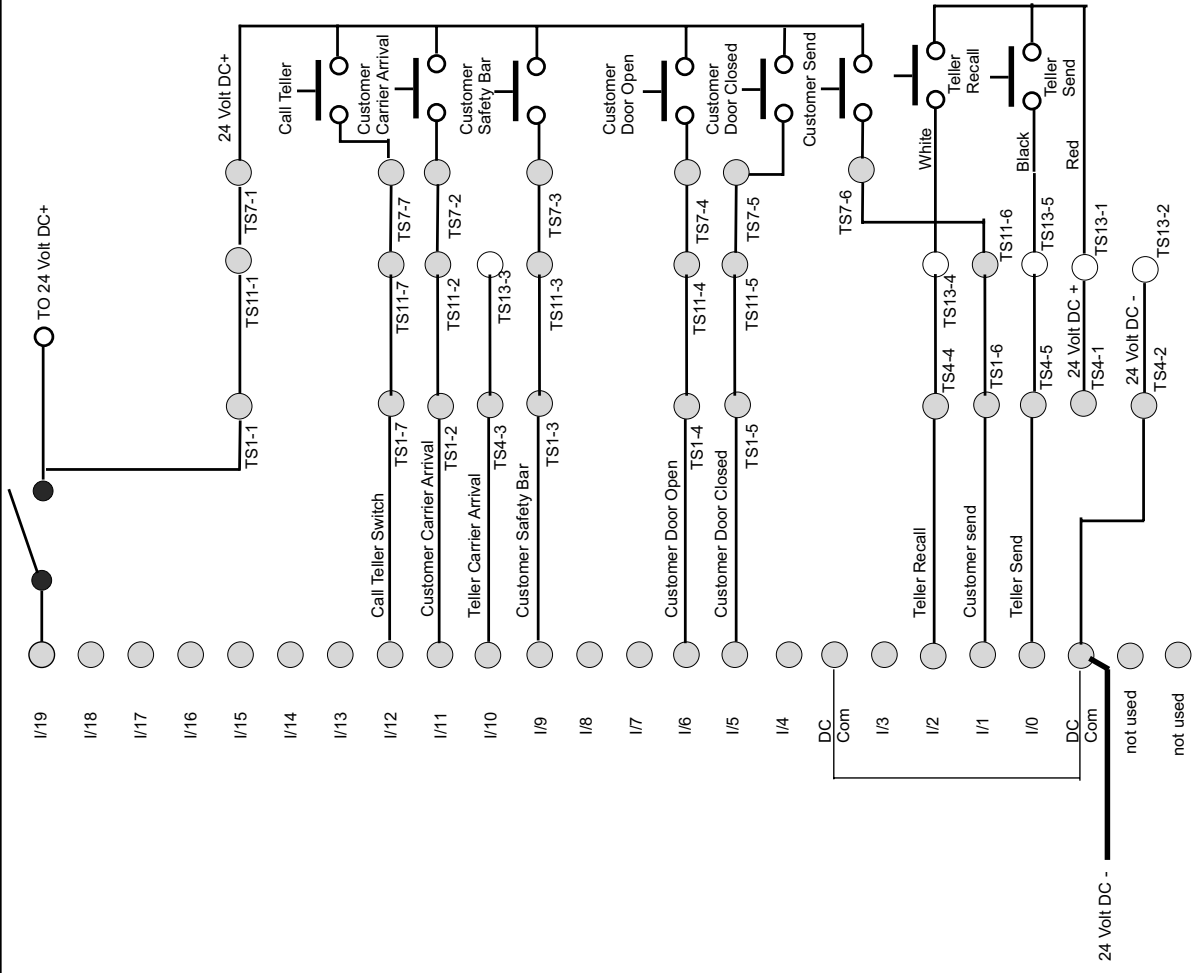 TO 24 Volt DC+
24 Volt DC+
TS1-1
TS11-1
TS7-1
Call Teller
Customer
Carrier Arrival
Customer
Safety Bar
Customer
Door Open
Customer
Door Closed
Customer Send
Teller
Recall
Teller
Send
White
Black
Red
TS7-7
TS7-2
TS7-3
TS7-4
TS7-5
TS7-6
TS11-7
TS11-2
TS13-3
TS11-3
TS11-4
TS11-5
TS13-4
TS11-6
TS13-5
TS13-1
TS13-2
24 Volt DC +
24 Volt DC -
TS1-7
TS1-2
TS4-3
TS1-3
TS1-4
TS1-5
TS4-4
TS1-6
TS4-5
TS4-1
TS4-2
Call Teller Switch
Customer Carrier Arrival
Teller Carrier Arrival
Customer Safety Bar
Customer Door Open
Customer Door Closed
Teller Recall
Customer send
Teller Send
I/19
I/18
I/17
I/16
I/15
I/14
I/13
I/12
I/11
I/10
I/9
I/8
I/7
I/6
I/5
I/4
DC
Com
I/3
I/2
I/1
I/0
DC
Com
not used
not used
24 Volt DC -